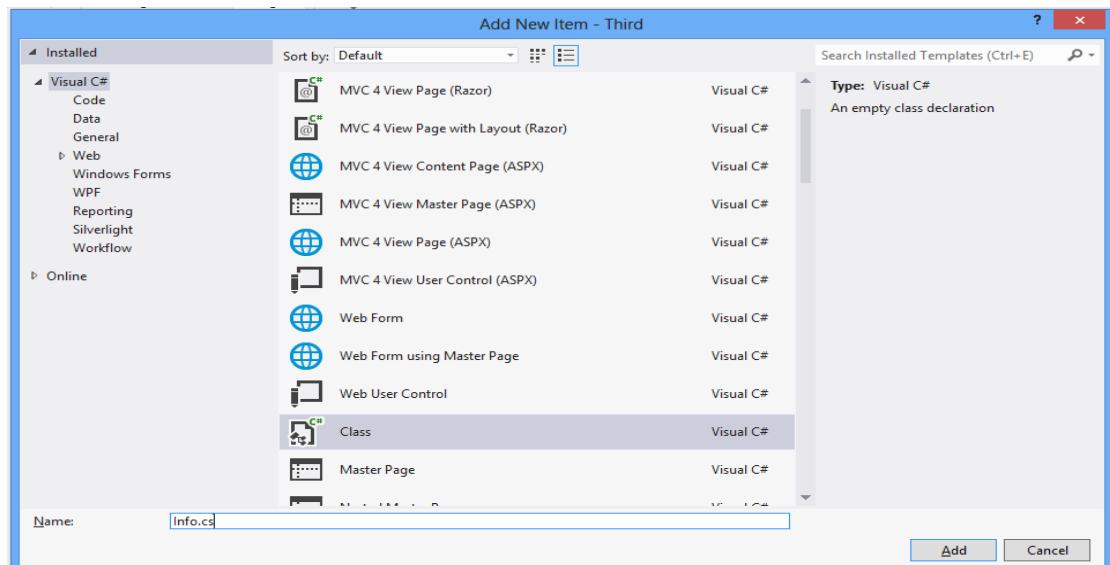 Add New Item - Third
?
Installed
Sort by: Default
Search Installed Templates (Ctrl+E)
Visual C#
Code
Data
General
Web
Windows Forms
WPF
Reporting
Silverlight
Workflow
Online
MVC 4 View Page (Razor) Visual C#
MVC 4 View Page with Layout (Razor) Visual C#
MVC 4 View Content Page (ASPX) Visual C#
MVC 4 View Master Page (ASPX) Visual C#
MVC 4 View Page (ASPX) Visual C#
MVC 4 View User Control (ASPX) Visual C#
Web Form Visual C#
Web Form using Master Page Visual C#
Web User Control Visual C#
Class Visual C#
Master Page Visual C#
Type: Visual C#
An empty class declaration
Name: Info.cs
Add Cancel